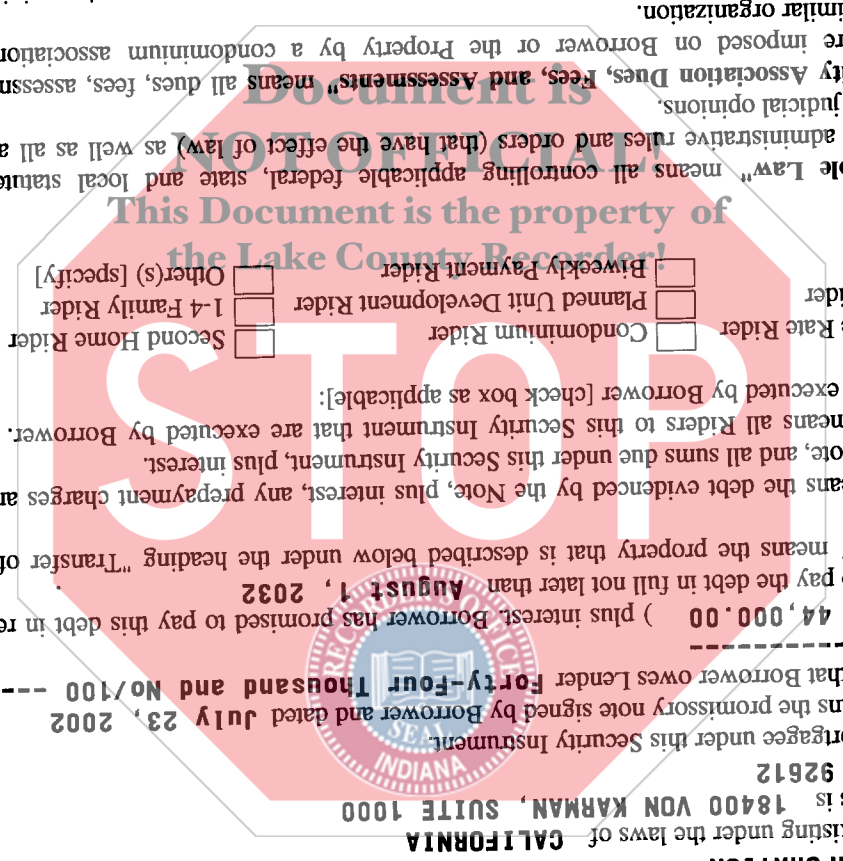 xisting under the laws of CALIFORNIA
s is 18400 VON KARMAN, SUITE 1000
92612
rtgagee under this Security Instrument.
ns the promissory note signed by Borrower and dated July 23, 2002
that Borrower owes Lender Forty-Four Thousand and No/100 ---
-------------
44,000.00 ) plus interest. Borrower has promised to pay this debt in re
pay the debt in full not later than August 1, 2032 .
means the property that is described below under the heading "Transfer of
eans the debt evidenced by the Note, plus interest, any prepayment charges an
ote, and all sums due under this Security Instrument, plus interest.
means all Riders to this Security Instrument that are executed by Borrower.
executed by Borrower [check box as applicable]:
e Rate Rider Condominium Rider Second Home Rider
ider Planned Unit Development Rider 1-4 Family Rider
Biweekly Payment Rider Other(s) [specify]
ble Law" means all controlling applicable federal, state and local statute
administrative rules and orders (that have the effect of law) as well as all a
judicial opinions.
ity Association Dues, Fees, and Assessments" means all dues, fees, assessm
re imposed on Borrower or the Property by a condominium association
imilar organization.
Document is
NOT OFFICIAL!
This Document is the property of
the Lake County Recorder!
STOP
RECORDER'S OFFICE
SEAL
INDIANA